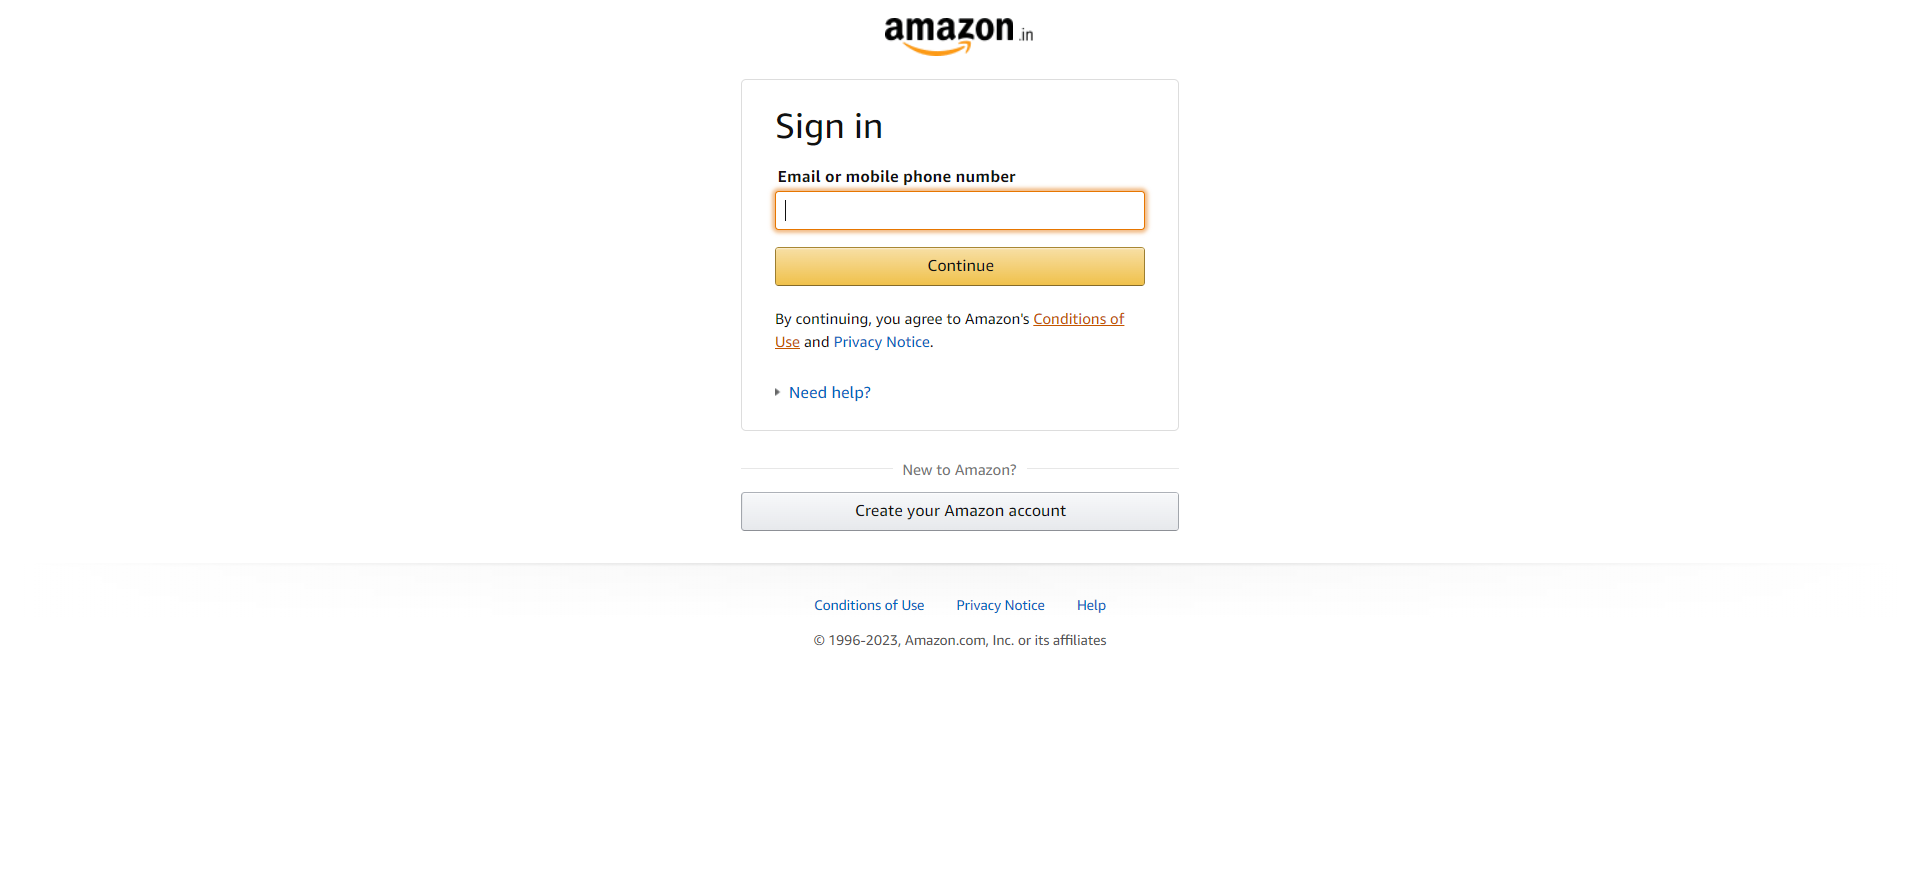 amazon.in
Sign in
Email or mobile phone number
Continue
By continuing, you agree to Amazon's Conditions of
Use and Privacy Notice.
Need help?
New to Amazon?
Create your Amazon account
Conditions of Use Privacy Notice Help
© 1996-2023, Amazon.com, Inc. or its affiliates